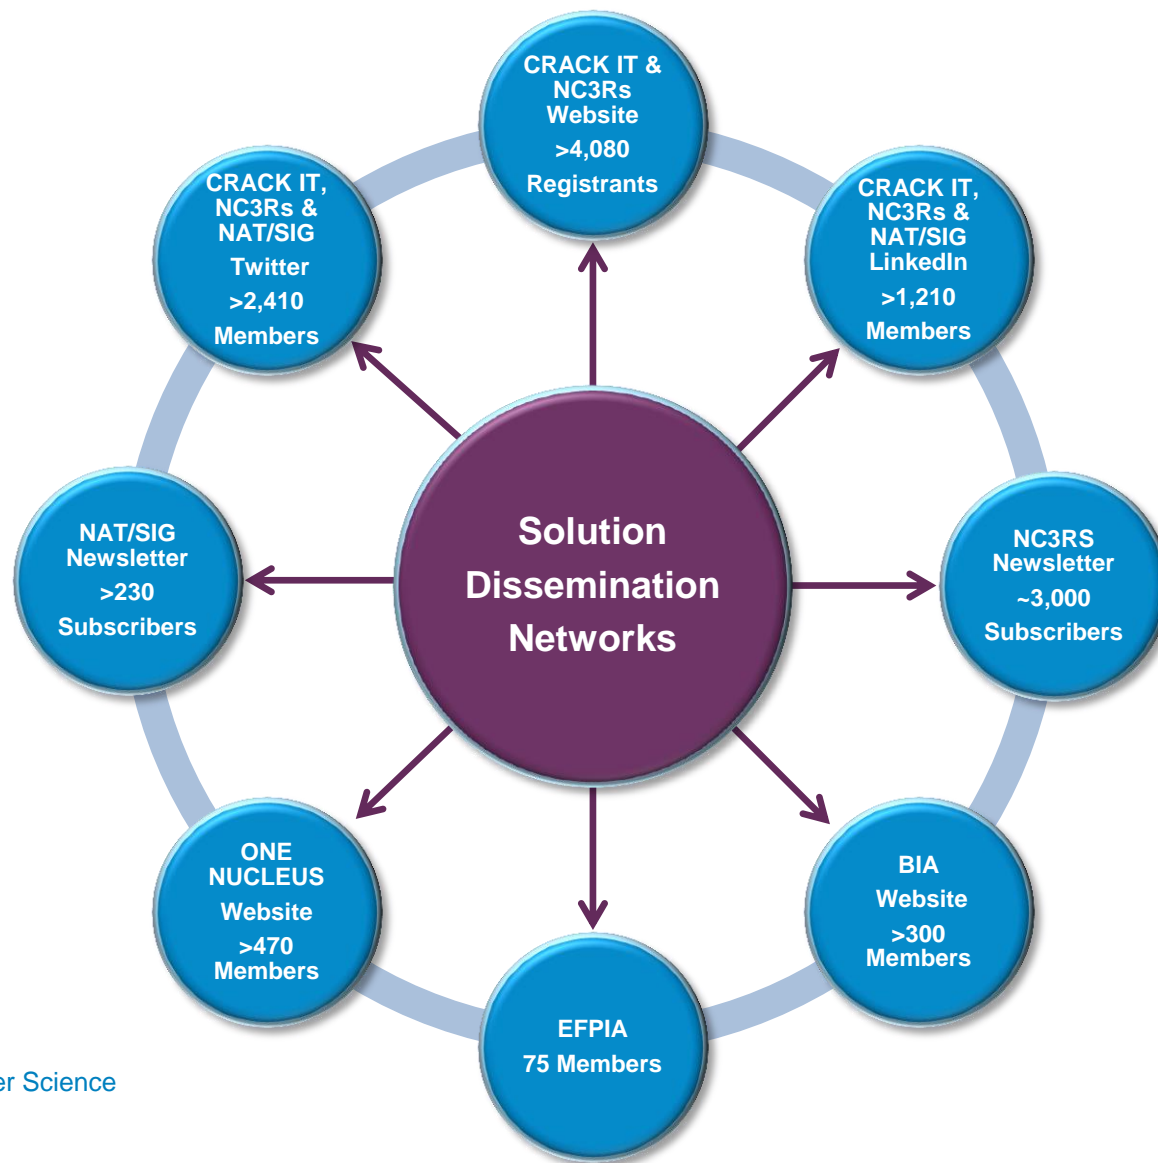 CRACK IT &
NC3Rs
Website
>4,080
Registrants
CRACK IT,
NC3Rs &
NAT/SIG
Twitter
>2,410
Members
CRACK IT,
NC3Rs &
NAT/SIG
LinkedIn
>1,210
Members
NAT/SIG
Newsletter
>230
Subscribers
Solution
Dissemination
Networks
NC3RS
Newsletter
~3,000
Subscribers
ONE
NUCLEUS
Website
>470
Members
BIA
Website
>300
Members
EFPIA
75 Members
er Science